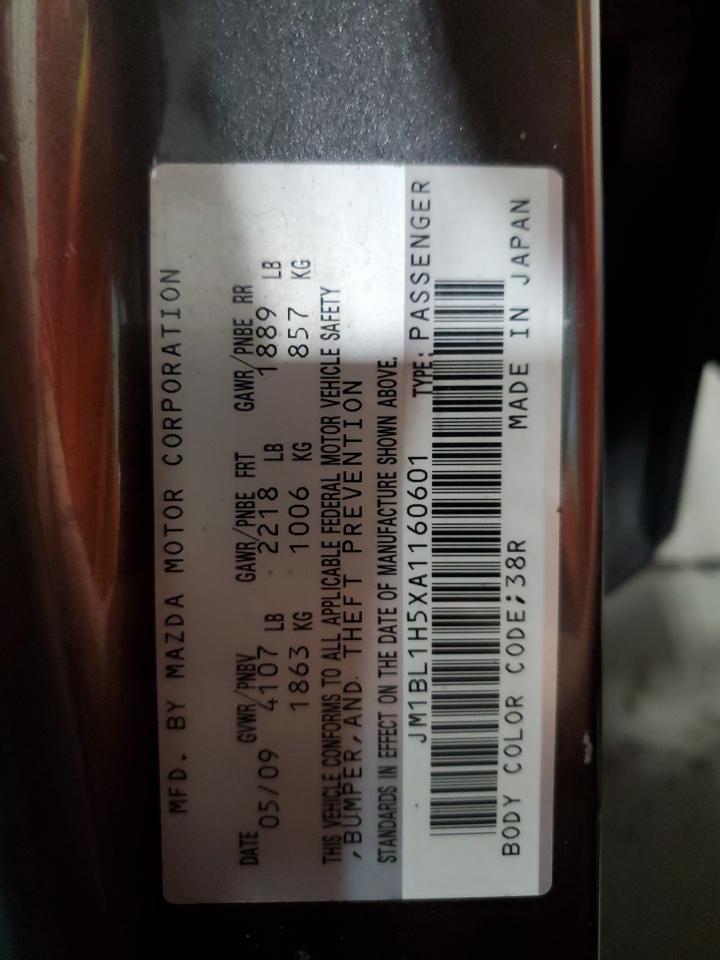 MFD. BY MAZDA MOTOR CORPORATION
DATE GVWR/PNBV GAWR/PNBE FRT GAWR/PNBE RR
05/09 4107 LB 2218 LB 1889 LB
1863 KG 1006 KG 857 KG
THIS VEHICLE CONFORMS TO ALL APPLICABLE FEDERAL MOTOR VEHICLE SAFETY
,BUMPER,AND THEFT PREVENTION
STANDARDS IN EFFECT ON THE DATE OF MANUFACTURE SHOWN ABOVE.
JM1BL1H5XA1160601 TYPE:PASSENGER
BODY COLOR CODE;38R MADE IN JAPAN